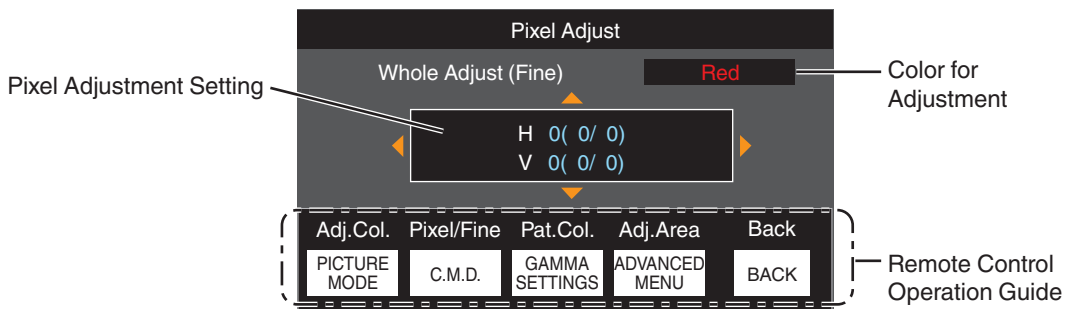 Pixel Adjust
Whole Adjust (Fine) Red
Pixel Adjustment Setting
Color for
Adjustment
H 0( 0/ 0)
V 0( 0/ 0)
Adj.Col. Pixel/Fine Pat.Col. Adj.Area Back
PICTURE
MODE
C.M.D.
GAMMA
SETTINGS
ADVANCED
MENU
BACK
Remote Control
Operation Guide